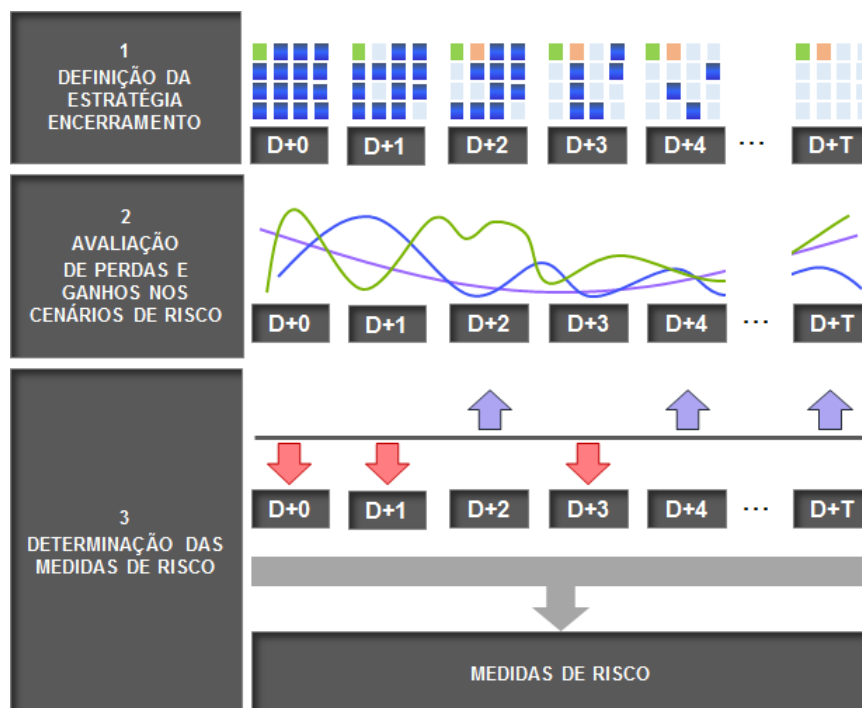 1
DEFINIÇÃO DA
ESTRATÉGIA
ENCERRAMENTO
D+0 D+1 D+2 D+3 D+4 ... D+T
2
AVALIAÇÃO
DE PERDAS E
GANHOS NOS
CENÁRIOS DE RISCO
D+0 D+1 D+2 D+3 D+4 ... D+T
3
DETERMINAÇÃO DAS
MEDIDAS DE RISCO
D+0 D+1 D+2 D+3 D+4 ... D+T
MEDIDAS DE RISCO